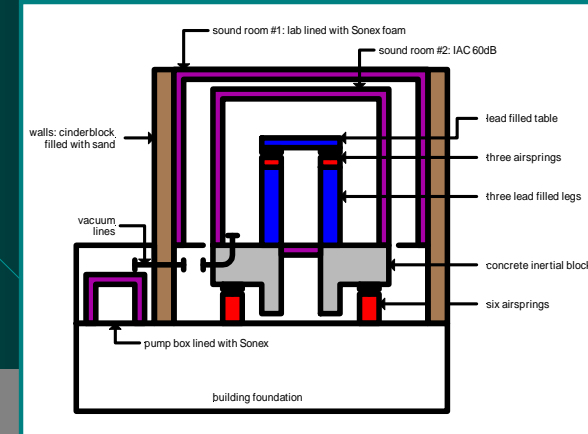 sound room #1: lab lined with Sonex foam
sound room #2: IAC 60dB
lead filled table
walls: cinderblock
filled with sand
three airsprings
three lead filled legs
vacuum
lines
concrete inertial block
six airsprings
pump box lined with Sonex
building foundation